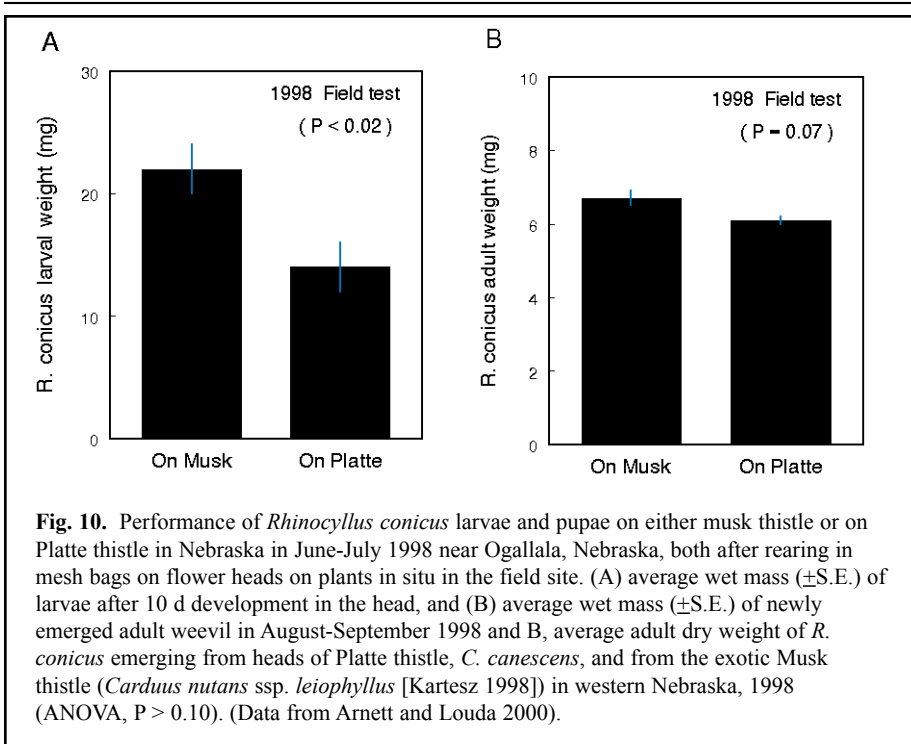 A
30
20
10
0
R. conicus larval weight (mg)
1998 Field test
( P < 0.02 )
On Musk
On Platte
B
10
8
6
4
2
0
R. conicus adult weight (mg)
1998 Field test
( P = 0.07 )
On Musk
On Platte
Fig. 10. Performance of Rhinocyllus conicus larvae and pupae on either musk thistle or on
Platte thistle in Nebraska in June-July 1998 near Ogallala, Nebraska, both after rearing in
mesh bags on flower heads on plants in situ in the field site. (A) average wet mass (±S.E.) of
larvae after 10 d development in the head, and (B) average wet mass (±S.E.) of newly
emerged adult weevil in August-September 1998 and B, average adult dry weight of R.
conicus emerging from heads of Platte thistle, C. canescens, and from the exotic Musk
thistle (Carduus nutans ssp. leiophyllus [Kartesz 1998]) in western Nebraska, 1998
(ANOVA, P > 0.10). (Data from Arnett and Louda 2000).